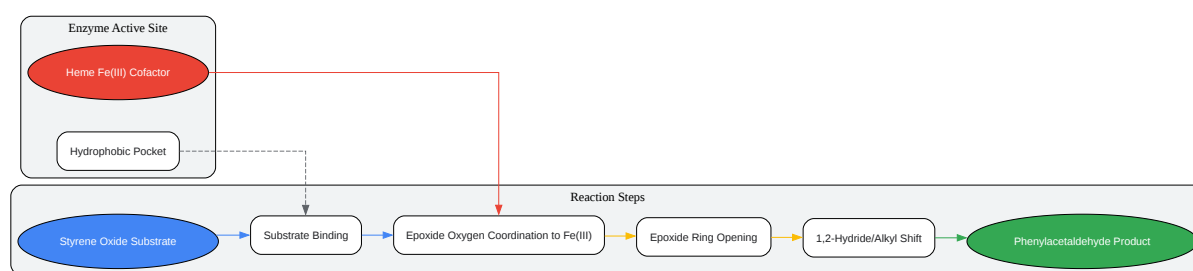 Enzyme Active Site
Heme Fe(III) Cofactor
Hydrophobic Pocket
Reaction Steps
Styrene Oxide Substrate
Substrate Binding
Epoxide Oxygen Coordination to Fe(III)
Epoxide Ring Opening
1,2-Hydride/Alkyl Shift
Phenylacetaldehyde Product